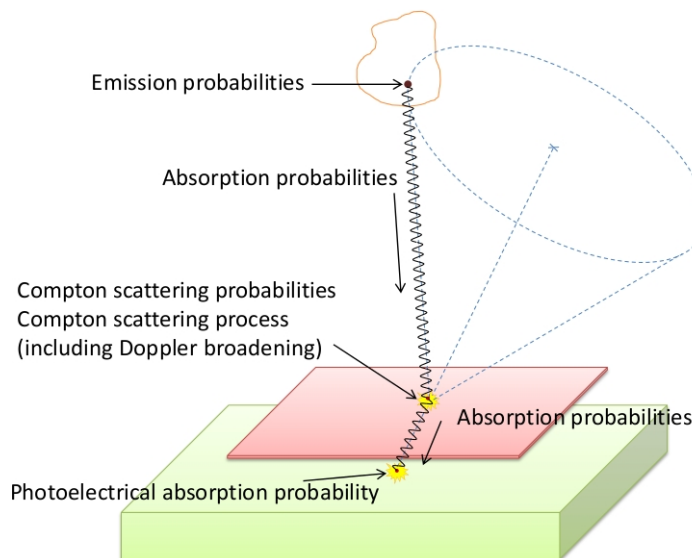 Emission probabilities
Absorption probabilities
Compton scattering probabilities
Compton scattering process
(including Doppler broadening)
Absorption probabilities
Photoelectrical absorption probability